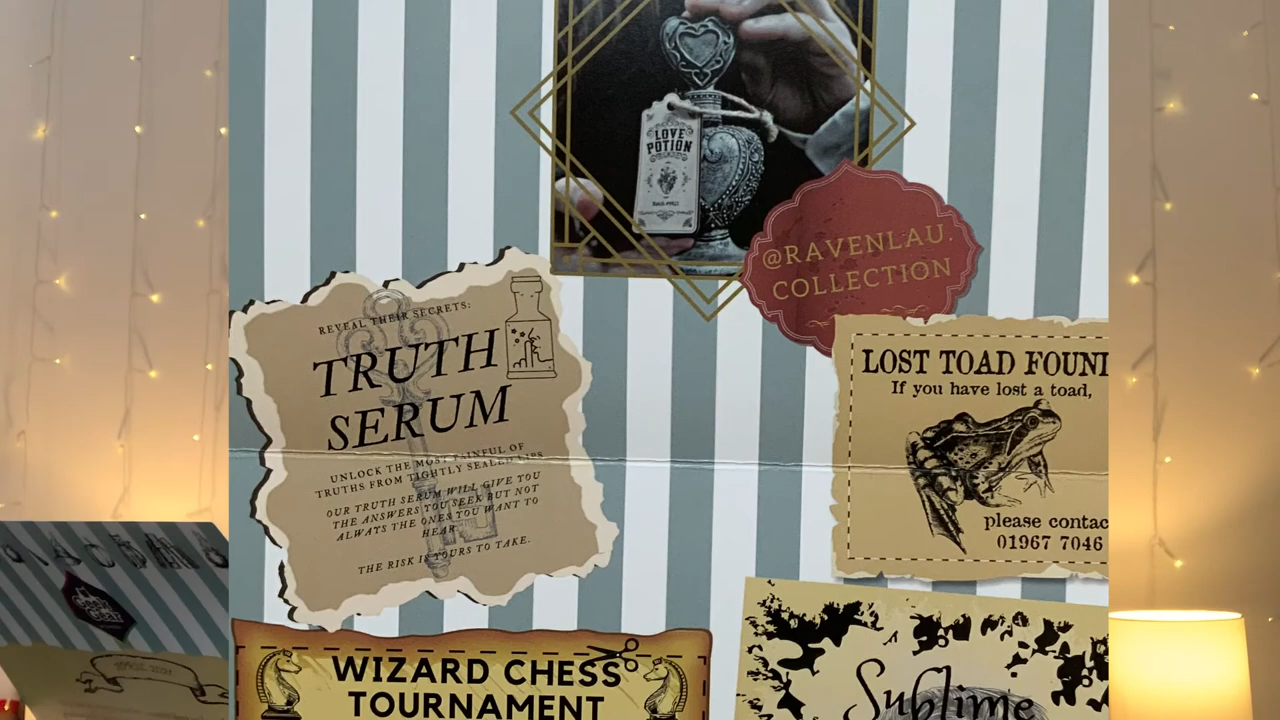 LOVE
POTION
@RAVENLAU
COLLECTION
REVEAL THEIR SECRETS:
TRUTH
SERUM
UNLOCK THE MOST PAINFUL OF
TRUTHS FROM TIGHTLY SEALED LIPS
OUR TRUTH SERUM WILL GIVE YOU
THE ANSWERS YOU SEEK BUT NOT
ALWAYS THE ONES YOU WANT TO
HEAR.
THE RISK IS YOURS TO TAKE.
LOST TOAD FOUN
If you have lost a toad,
please contac
01967 7046
WIZARD CHESS
TOURNAMENT
Sublime